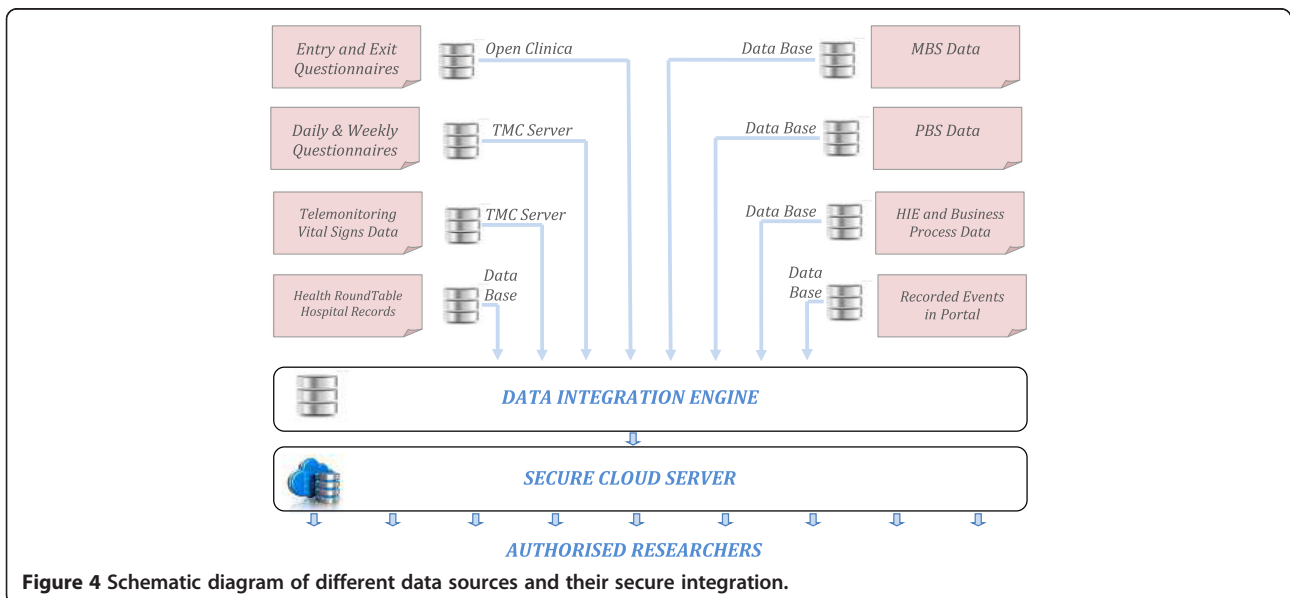 Entry and Exit
Questionnaires
Open Clinica
Data Base
MBS Data
Daily & Weekly
Questionnaires
TMC Server
Data Base
PBS Data
Telemonitoring
Vital Signs Data
TMC Server
Data Base
HIE and Business
Process Data
Health RoundTable
Hospital Records
Data
Base
Data
Base
Recorded Events
in Portal
DATA INTEGRATION ENGINE
SECURE CLOUD SERVER
AUTHORISED RESEARCHERS
Figure 4 Schematic diagram of different data sources and their secure integration.